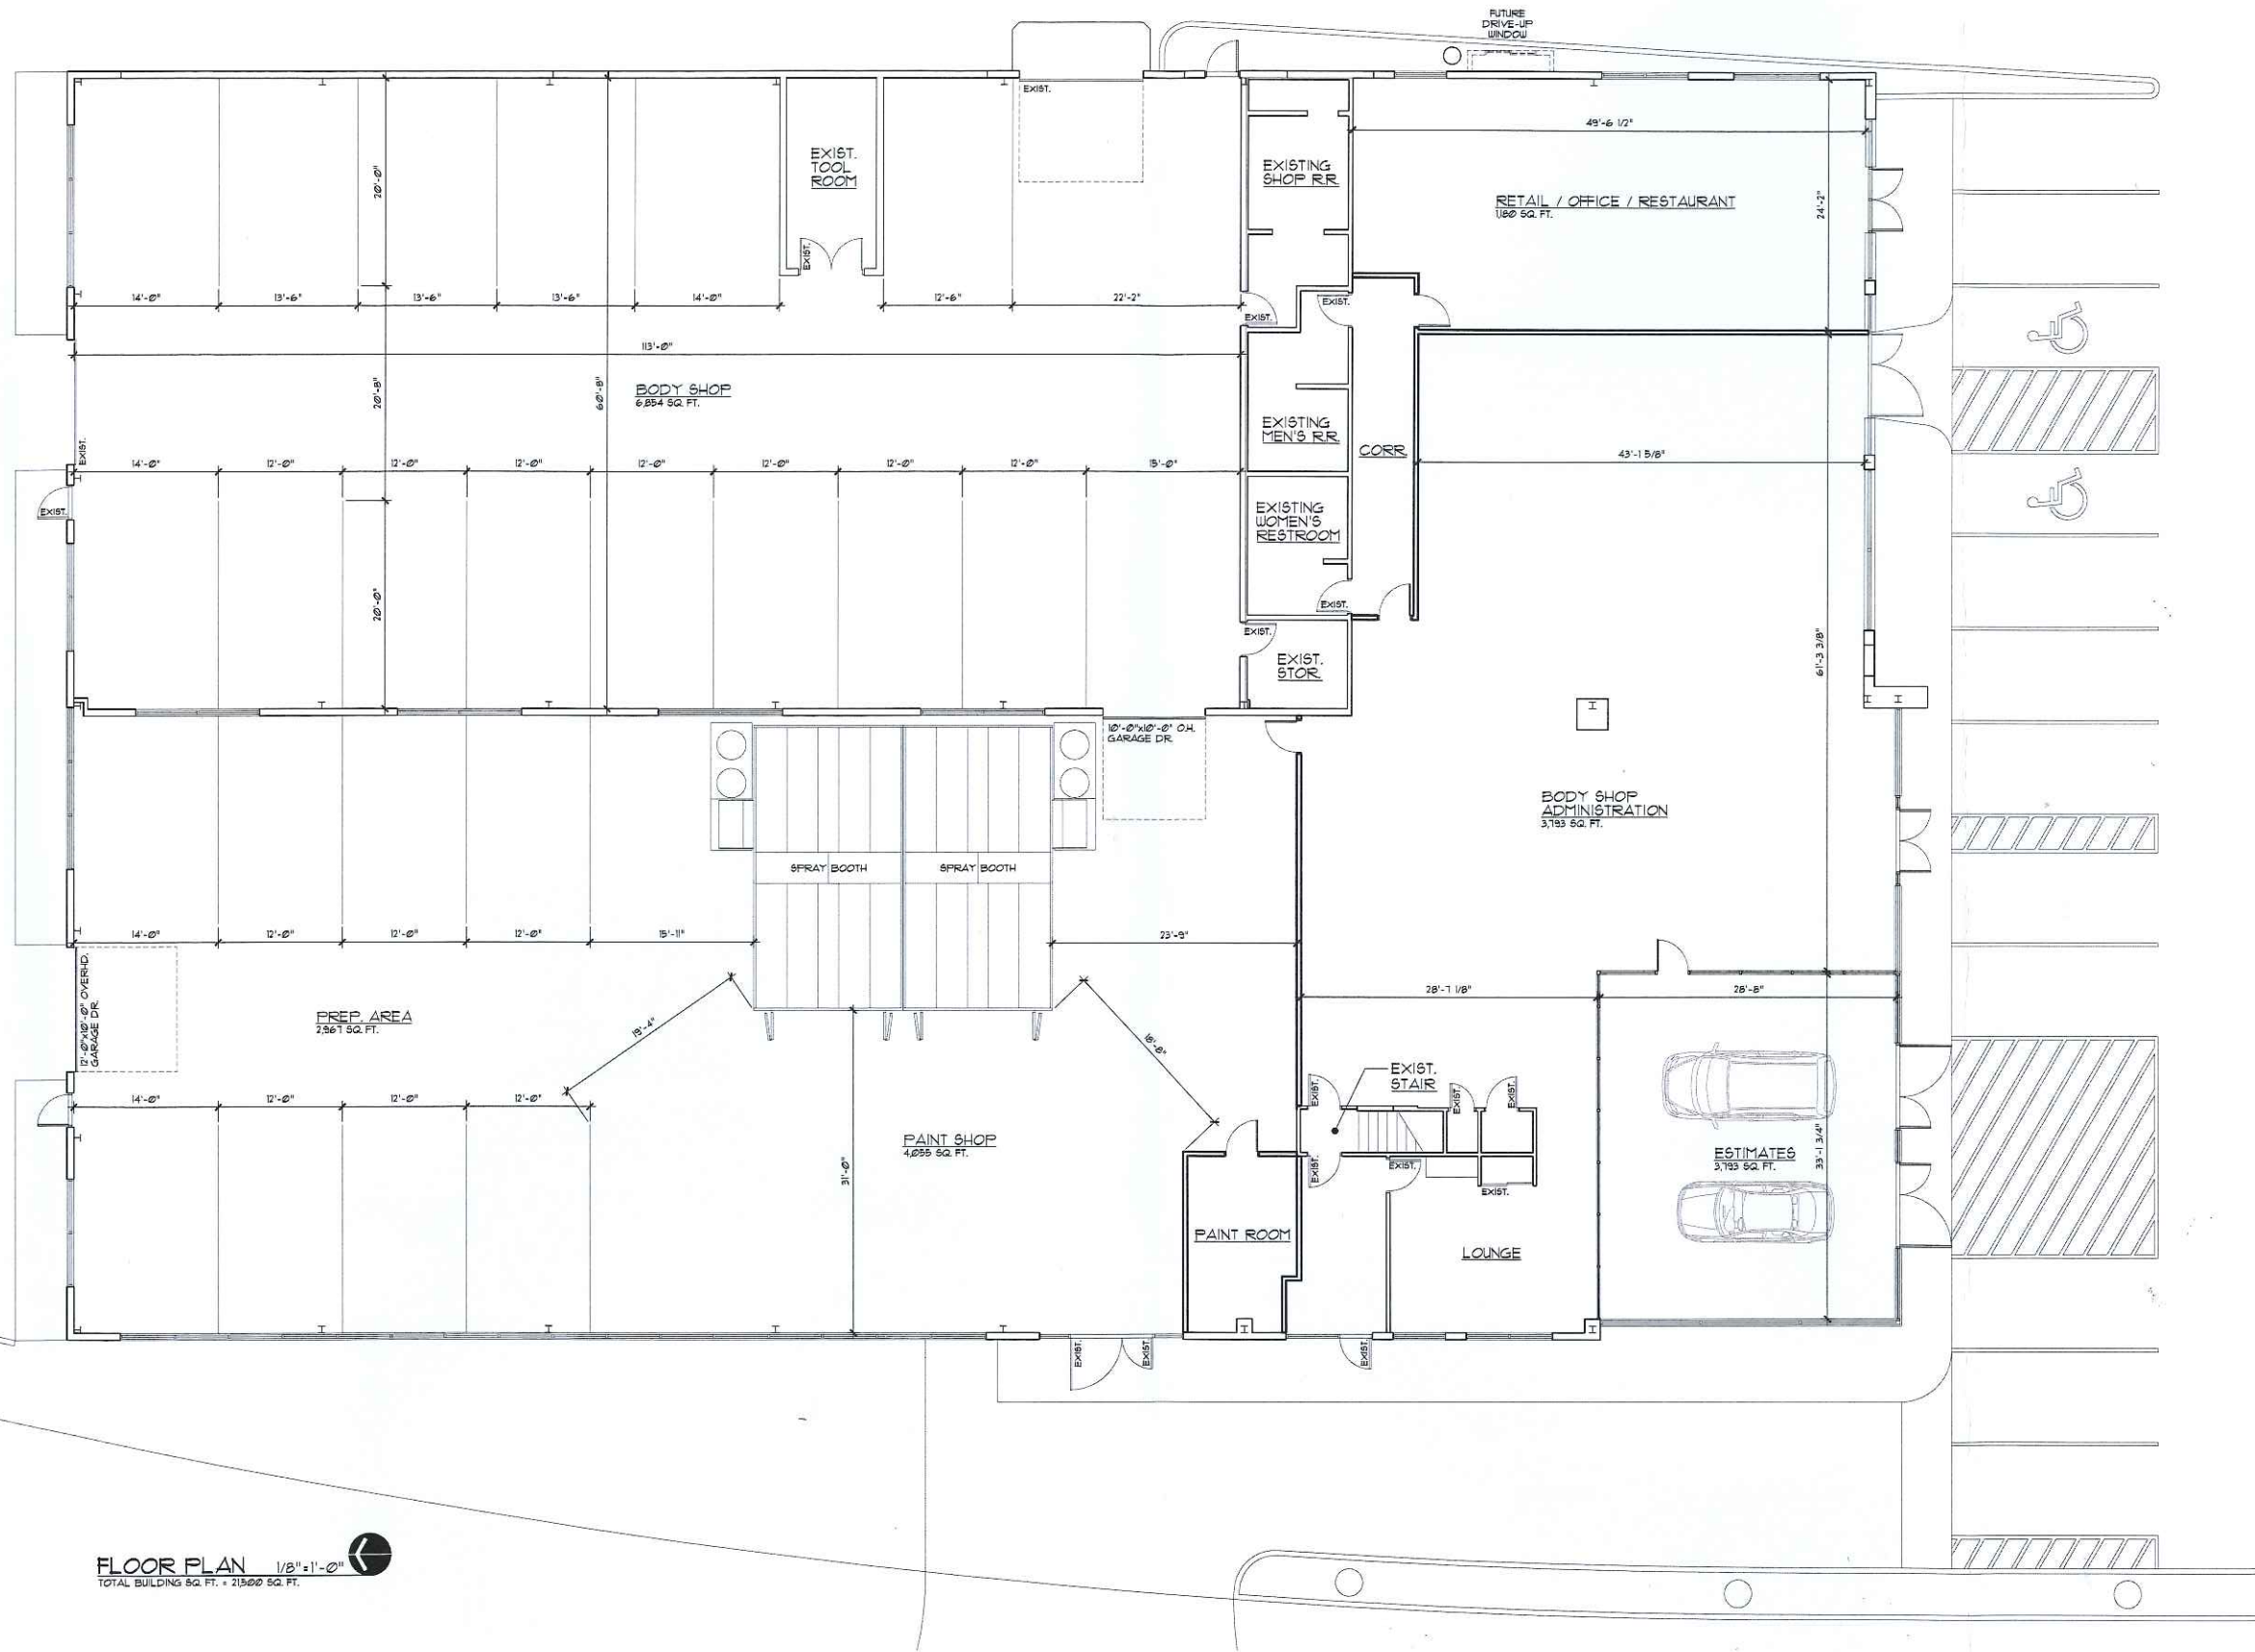 FUTURE
DRIVE-UP
WINDOW
EXIST.
49'-6 1/2"
EXIST.
TOOL
ROOM
EXISTING
SHOP R.R.
20'-0"
RETAIL / OFFICE / RESTAURANT
1,180 SQ. FT.
24'-2"
EXIST.
14'-0"
13'-6"
13'-6"
13'-6"
14'-0"
12'-6"
22'-2"
EXIST.
EXIST.
113'-0"
20'-8"
60'-8"
BODY SHOP
6,854 SQ. FT.
EXISTING
MEN'S R.R.
CORR.
43'-1 5/8"
EXIST.
14'-0"
12'-0"
12'-0"
12'-0"
12'-0"
12'-0"
12'-0"
12'-0"
15'-0"
EXIST.
EXISTING
WOMEN'S
RESTROOM
20'-0"
EXIST.
EXIST.
EXIST.
STOR.
61'-3 3/8"
10'-0"x10'-0" O.H.
GARAGE DR.
BODY SHOP
ADMINISTRATION
3,793 SQ. FT.
SPRAY BOOTH
SPRAY BOOTH
14'-0"
12'-0"
12'-0"
12'-0"
15'-11"
23'-9"
12'-0"x10'-0" OVERHD.
GARAGE DR.
28'-7 1/8"
28'-8"
PREP. AREA
2,967 SQ. FT.
19'-4"
18'-8"
EXIST.
STAIR
EXIST.
EXIST.
EXIST.
14'-0"
12'-0"
12'-0"
12'-0"
PAINT SHOP
4,055 SQ. FT.
31'-0"
ESTIMATES
3,793 SQ. FT.
33'-1 3/4"
EXIST.
EXIST.
EXIST.
PAINT ROOM
LOUNGE
EXIST.
EXIST.
EXIST.
FLOOR PLAN 1/8"=1'-0"
TOTAL BUILDING SQ. FT. = 21,500 SQ. FT.